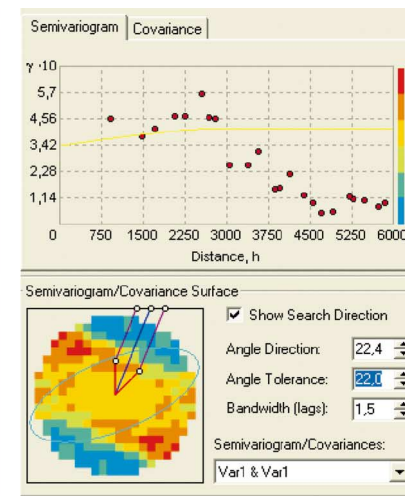 Semivariogram Covariance
γ ·10
5,7
4,56
3,42
2,28
1,14
0 750 1500 2250 3000 3750 4500 5250 6000
Distance, h
Semivariogram/Covariance Surface
Show Search Direction
Angle Direction: 22,4
Angle Tolerance: 22,0
Bandwidth (lags): 1,5
Semivariogram/Covariances:
Var1 & Var1